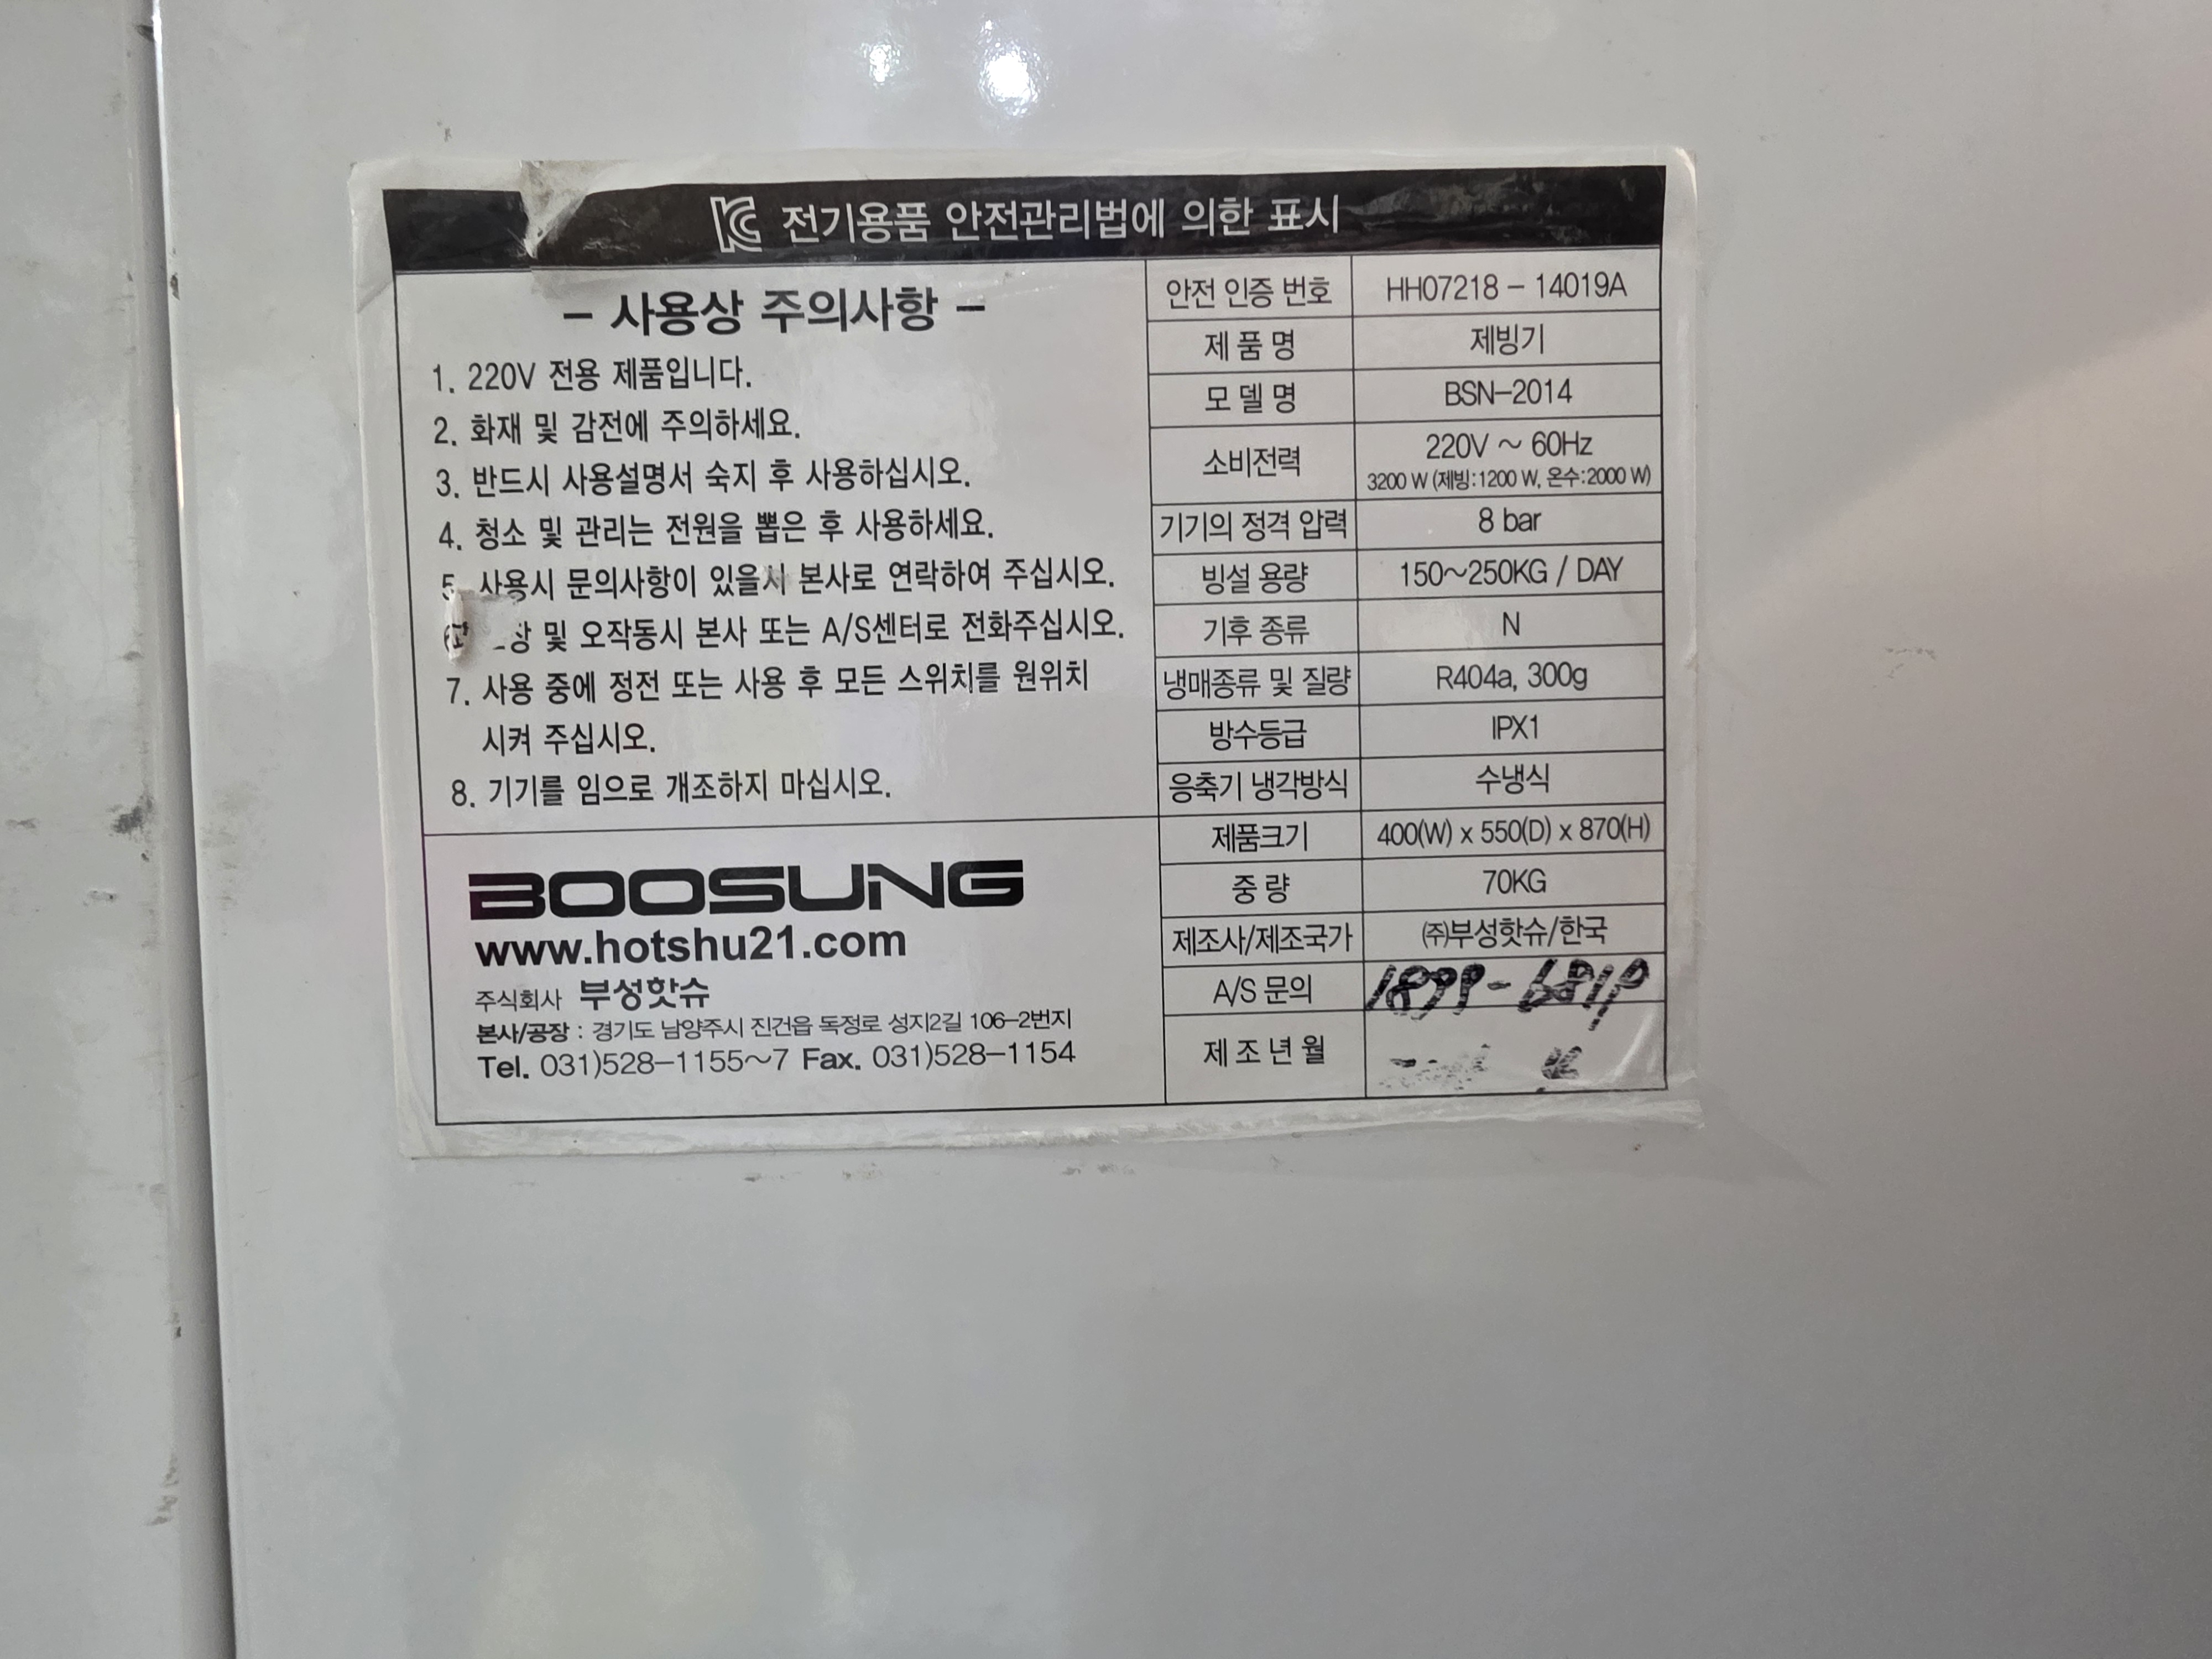 KC 전기용품 안전관리법에 의한 표시
- 사용상 주의사항 -
1. 220V 전용 제품입니다.
2. 화재 및 감전에 주의하세요.
3. 반드시 사용설명서 숙지 후 사용하십시오.
4. 청소 및 관리는 전원을 뽑은 후 사용하세요.
5. 사용시 문의사항이 있을시 본사로 연락하여 주십시오.
및 오작동시 본사 또는 A/S센터로 전화주십시오.
7. 사용 중에 정전 또는 사용 후 모든 스위치를 원위치
시켜 주십시오.
8. 기기를 임으로 개조하지 마십시오.
BOOSUNG
www.hotshu21.com
주식회사 부성핫슈
본사/공장 : 경기도 남양주시 진건읍 독정로 성지2길 106-2번지
Tel. 031)528-1155~7 Fax. 031)528-1154
안전 인증 번호 HH07218 - 14019A
제 품 명 제빙기
모 델 명 BSN-2014
소비전력 220V ~ 60Hz
3200 W (제빙:1200 W, 온수:2000 W)
기기의 정격 압력 8 bar
빙설 용량 150~250KG / DAY
기후 종류 N
냉매종류 및 질량 R404a, 300g
방수등급 IPX1
응축기 냉각방식 수냉식
제품크기 400(W) x 550(D) x 870(H)
중 량 70KG
제조사/제조국가 ㈜부성핫슈/한국
A/S 문의
제 조 년 월